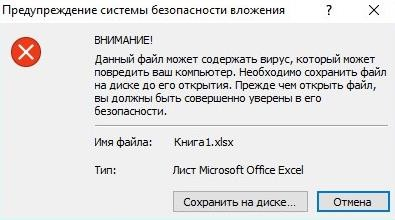 Предупреждение системы безопасности вложения
ВНИМАНИЕ!
Данный файл может содержать вирус, который может
повредить ваш компьютер. Необходимо сохранить файл
на диске до его открытия. Прежде чем открыть файл,
вы должны быть совершенно уверены в его
безопасности.
Имя файла: Книга1.xlsx
Тип: Лист Microsoft Office Excel
Сохранить на диске... Отмена